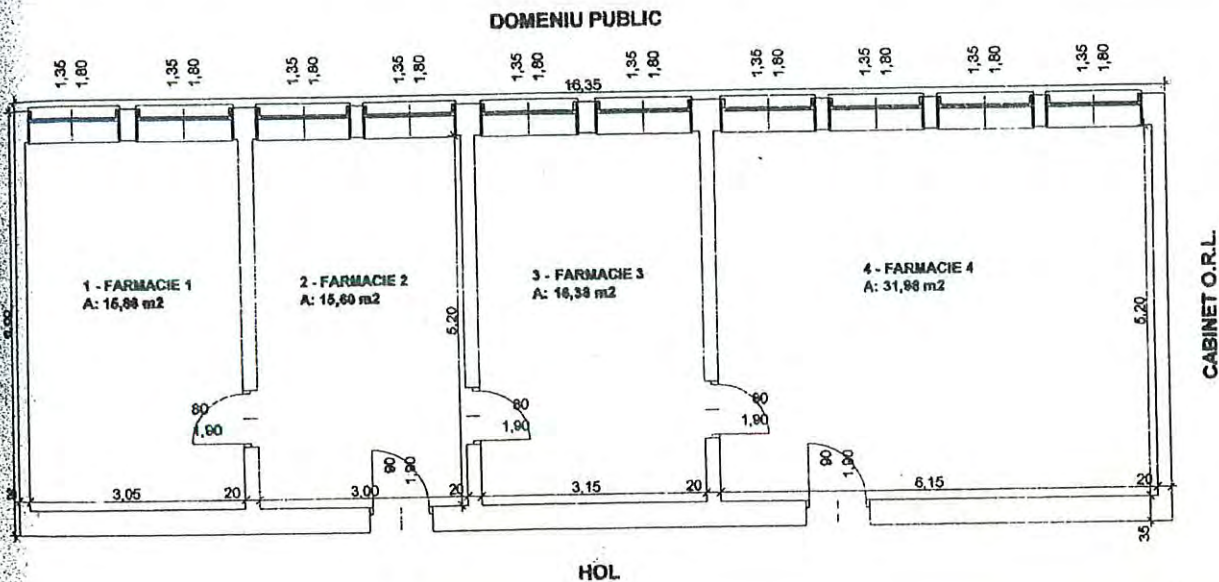 DOMENIU PUBLIC
1,35 1,35 1,35 1,35 1,35 1,35 1,35 1,35 1,35 1,35
1,80 1,80 1,80 1,80 1,80 1,80 1,80 1,80 1,80 1,80
16,35
1 - FARMACIE 1
A: 15,86 m2
2 - FARMACIE 2
A: 15,60 m2
3 - FARMACIE 3
A: 16,38 m2
4 - FARMACIE 4
A: 31,98 m2
5,20
5,20
CABINET O.R.L.
80
1,90
80
1,90
80
1,90
90
1,90
90
1,90
3,05
20
3,00
20
3,15
20
6,15
20
35
HOL